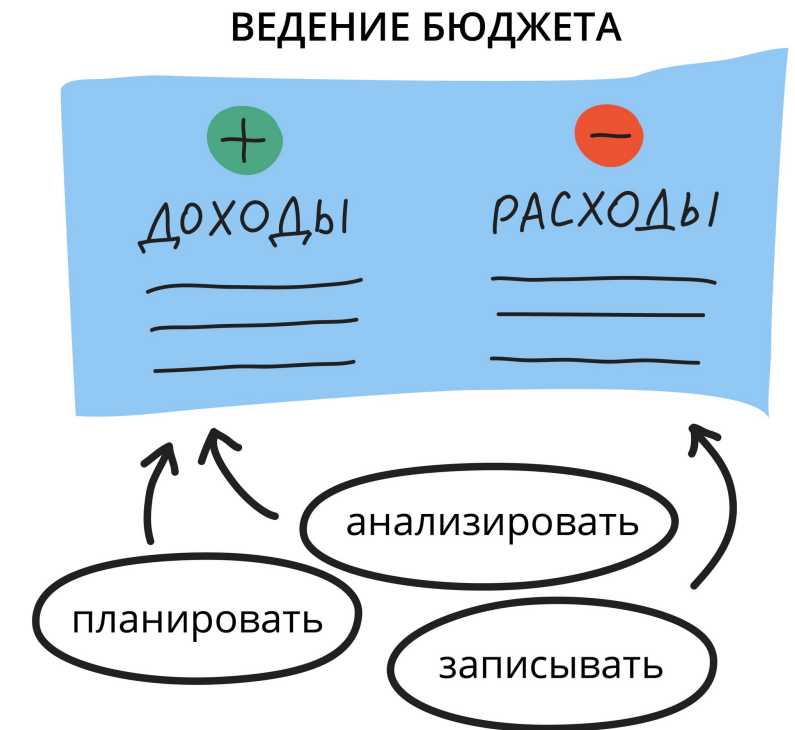 ВЕДЕНИЕ БЮДЖЕТА
ДОХОДЫ
РАСХОДЫ
анализировать
планировать
записывать